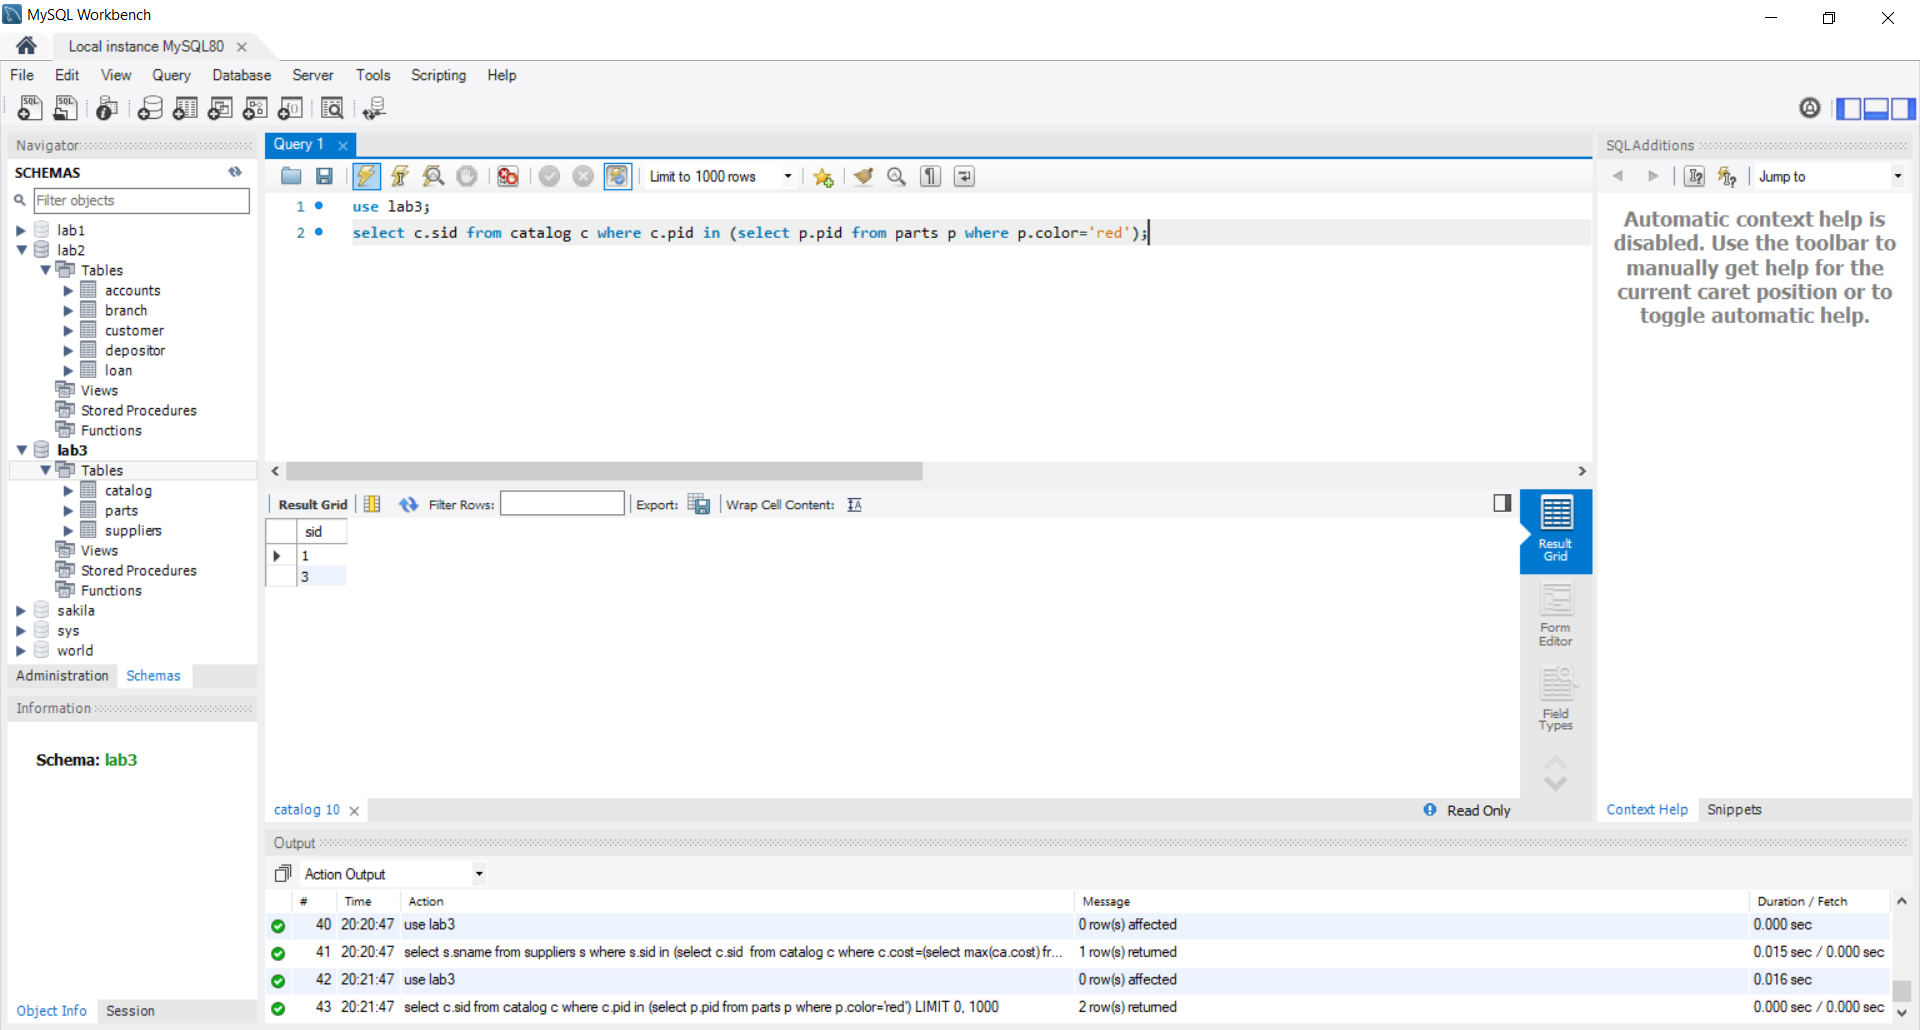 MySQL Workbench
Local instance MySQL80
File Edit View Query Database Server Tools Scripting Help
Navigator
SCHEMAS
Filter objects
lab1
lab2
Tables
accounts
branch
customer
depositor
loan
Views
Stored Procedures
Functions
lab3
Tables
catalog
parts
suppliers
Views
Stored Procedures
Functions
sakila
sys
world
Administration Schemas
Information
Schema: lab3
Object Info Session
Query 1
Limit to 1000 rows
1 use lab3;
2 select c.sid from catalog c where c.pid in (select p.pid from parts p where p.color='red');
Result Grid Filter Rows: Export: Wrap Cell Content:
sid
1
3
Result
Grid
Form
Editor
Field
Types
catalog 10
Read Only
SQLAdditions
Jump to
Automatic context help is
disabled. Use the toolbar to
manually get help for the
current caret position or to
toggle automatic help.
Context Help Snippets
Output
Action Output
# Time Action Message Duration / Fetch
40 20:20:47 use lab3 0 row(s) affected 0.000 sec
41 20:20:47 select s.sname from suppliers s where s.sid in (select c.sid from catalog c where c.cost=(select max(ca.cost) fr... 1 row(s) returned 0.015 sec / 0.000 sec
42 20:21:47 use lab3 0 row(s) affected 0.016 sec
43 20:21:47 select c.sid from catalog c where c.pid in (select p.pid from parts p where p.color='red') LIMIT 0, 1000 2 row(s) returned 0.000 sec / 0.000 sec